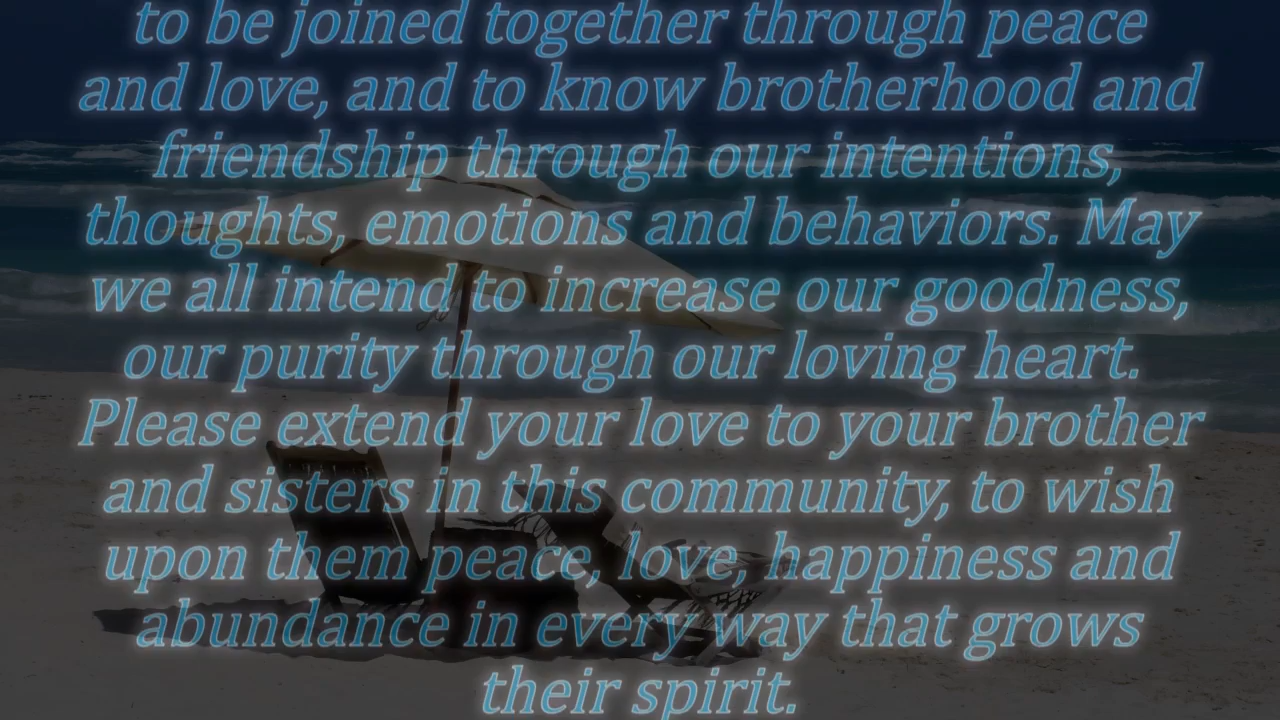 to be joined together through peace
and love, and to know brotherhood and
friendship through our intentions,
thoughts, emotions and behaviors. May
we all intend to increase our goodness,
our purity through our loving heart.
Please extend your love to your brother
and sisters in this community, to wish
upon them peace, love, happiness and
abundance in every way that grows
their spirit.